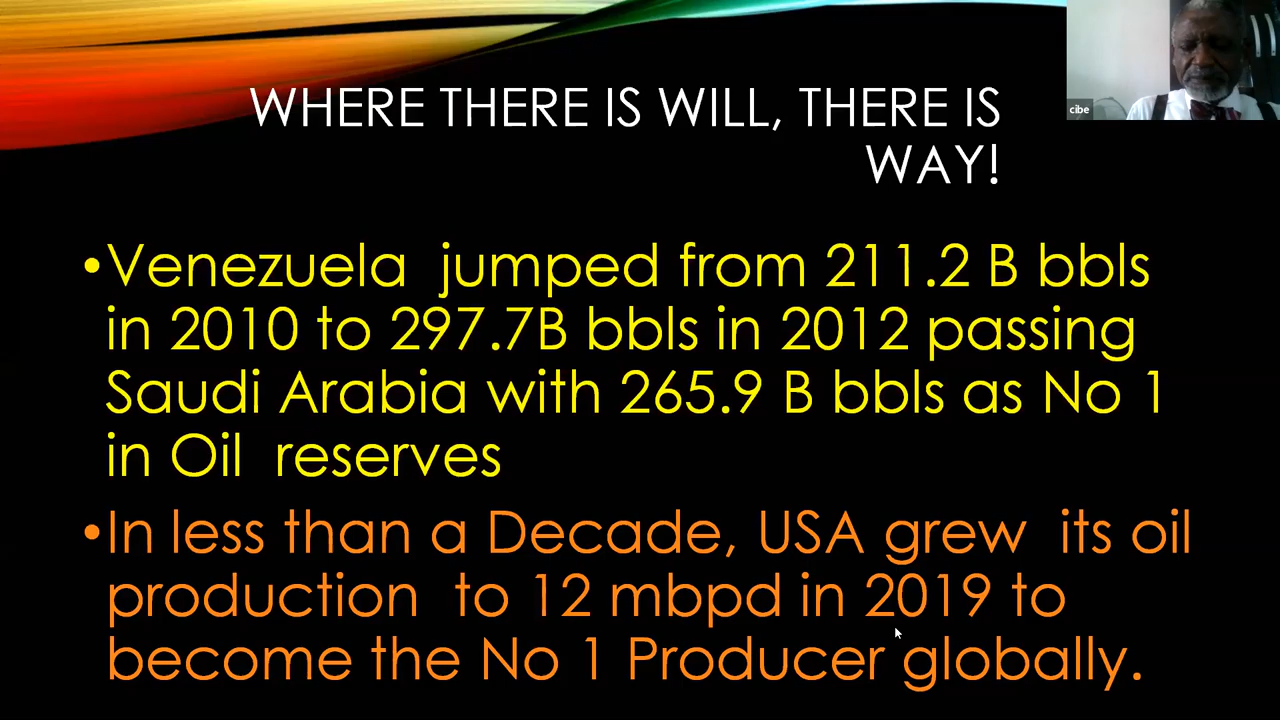 WHERE THERE IS WILL, THERE IS
WAY!
cibe
•Venezuela jumped from 211.2 B bbls
in 2010 to 297.7B bbls in 2012 passing
Saudi Arabia with 265.9 B bbls as No 1
in Oil reserves
•In less than a Decade, USA grew its oil
production to 12 mbpd in 2019 to
become the No 1 Producer globally.